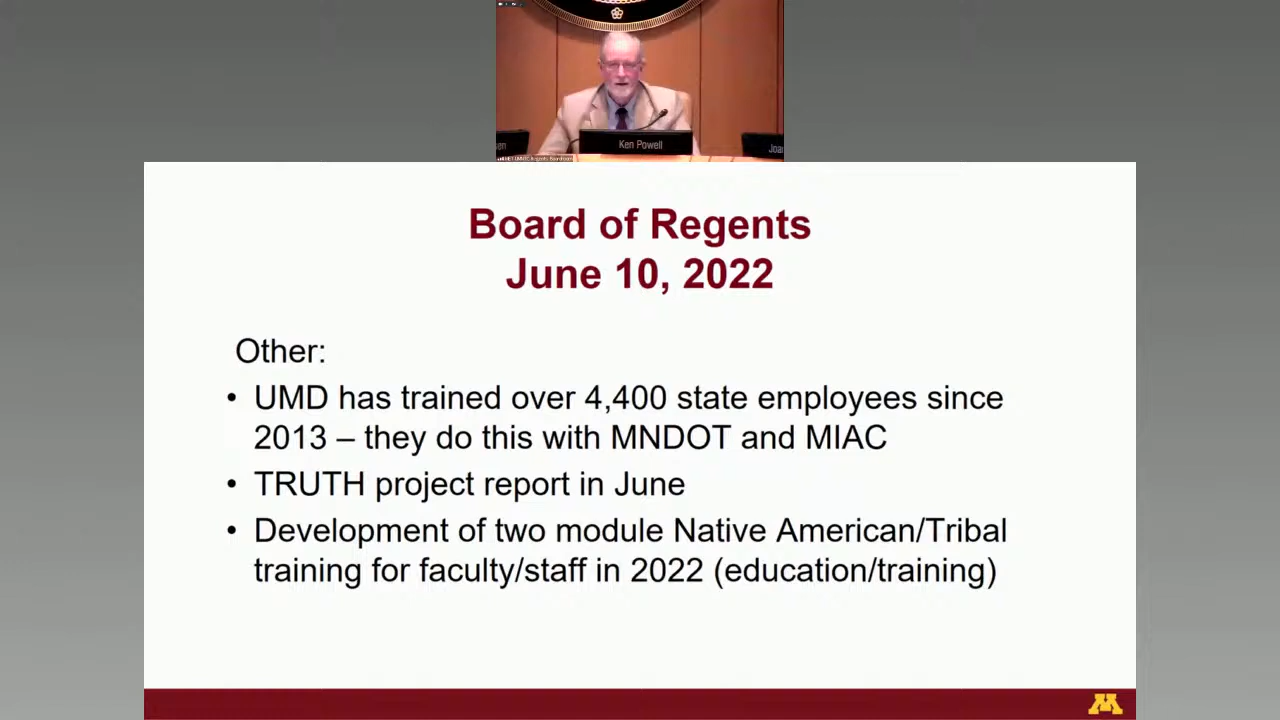 Ken Powell
Board of Regents
June 10, 2022
Other:
• UMD has trained over 4,400 state employees since
2013 – they do this with MNDOT and MIAC
• TRUTH project report in June
• Development of two module Native American/Tribal
training for faculty/staff in 2022 (education/training)
M